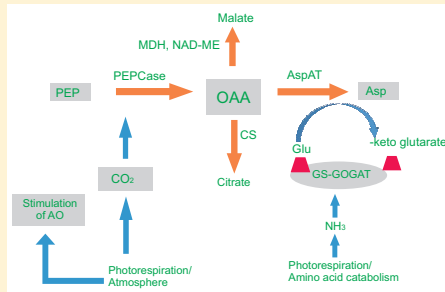 Malate
MDH, NAD-ME
PEPCase
AspAT
PEP
OAA
Asp
CS
Glu
-keto glutarate
CO₂
Citrate
GS-GOGAT
Stimulation
of AO
NH₃
Photorespiration/
Atmosphere
Photorespiration/
Amino acid catabolism